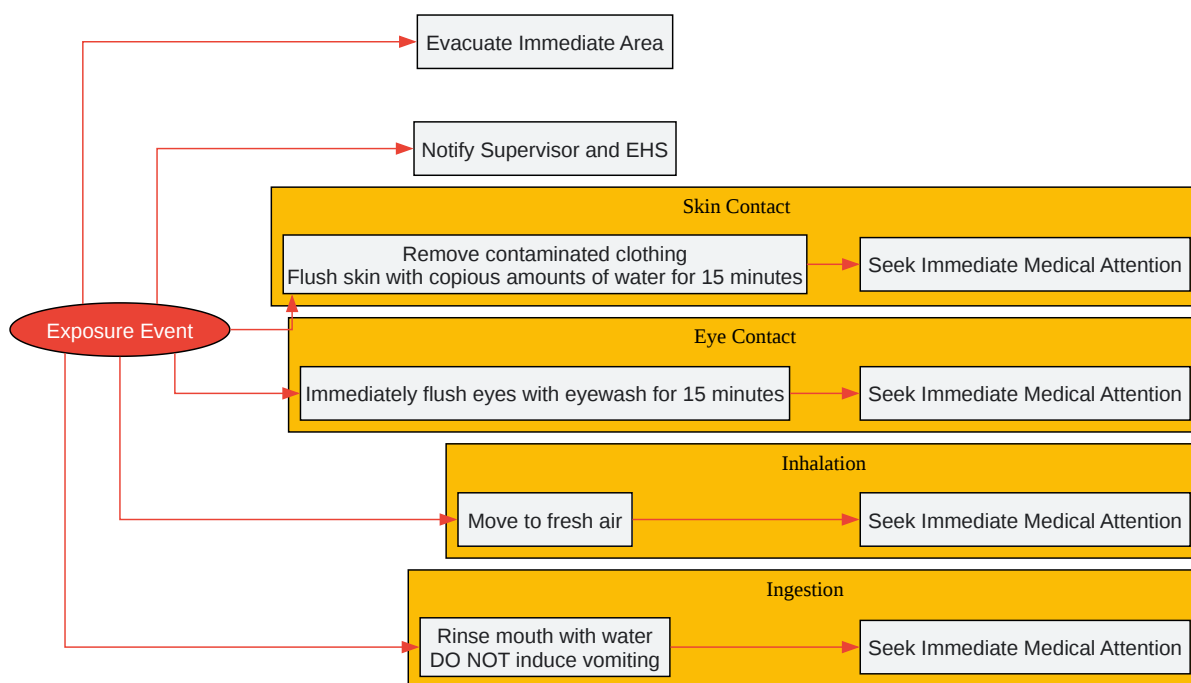 Evacuate Immediate Area
Notify Supervisor and EHS
Skin Contact
Remove contaminated clothing
Flush skin with copious amounts of water for 15 minutes
Seek Immediate Medical Attention
Exposure Event
Eye Contact
Immediately flush eyes with eyewash for 15 minutes
Seek Immediate Medical Attention
Inhalation
Move to fresh air
Seek Immediate Medical Attention
Ingestion
Rinse mouth with water
DO NOT induce vomiting
Seek Immediate Medical Attention